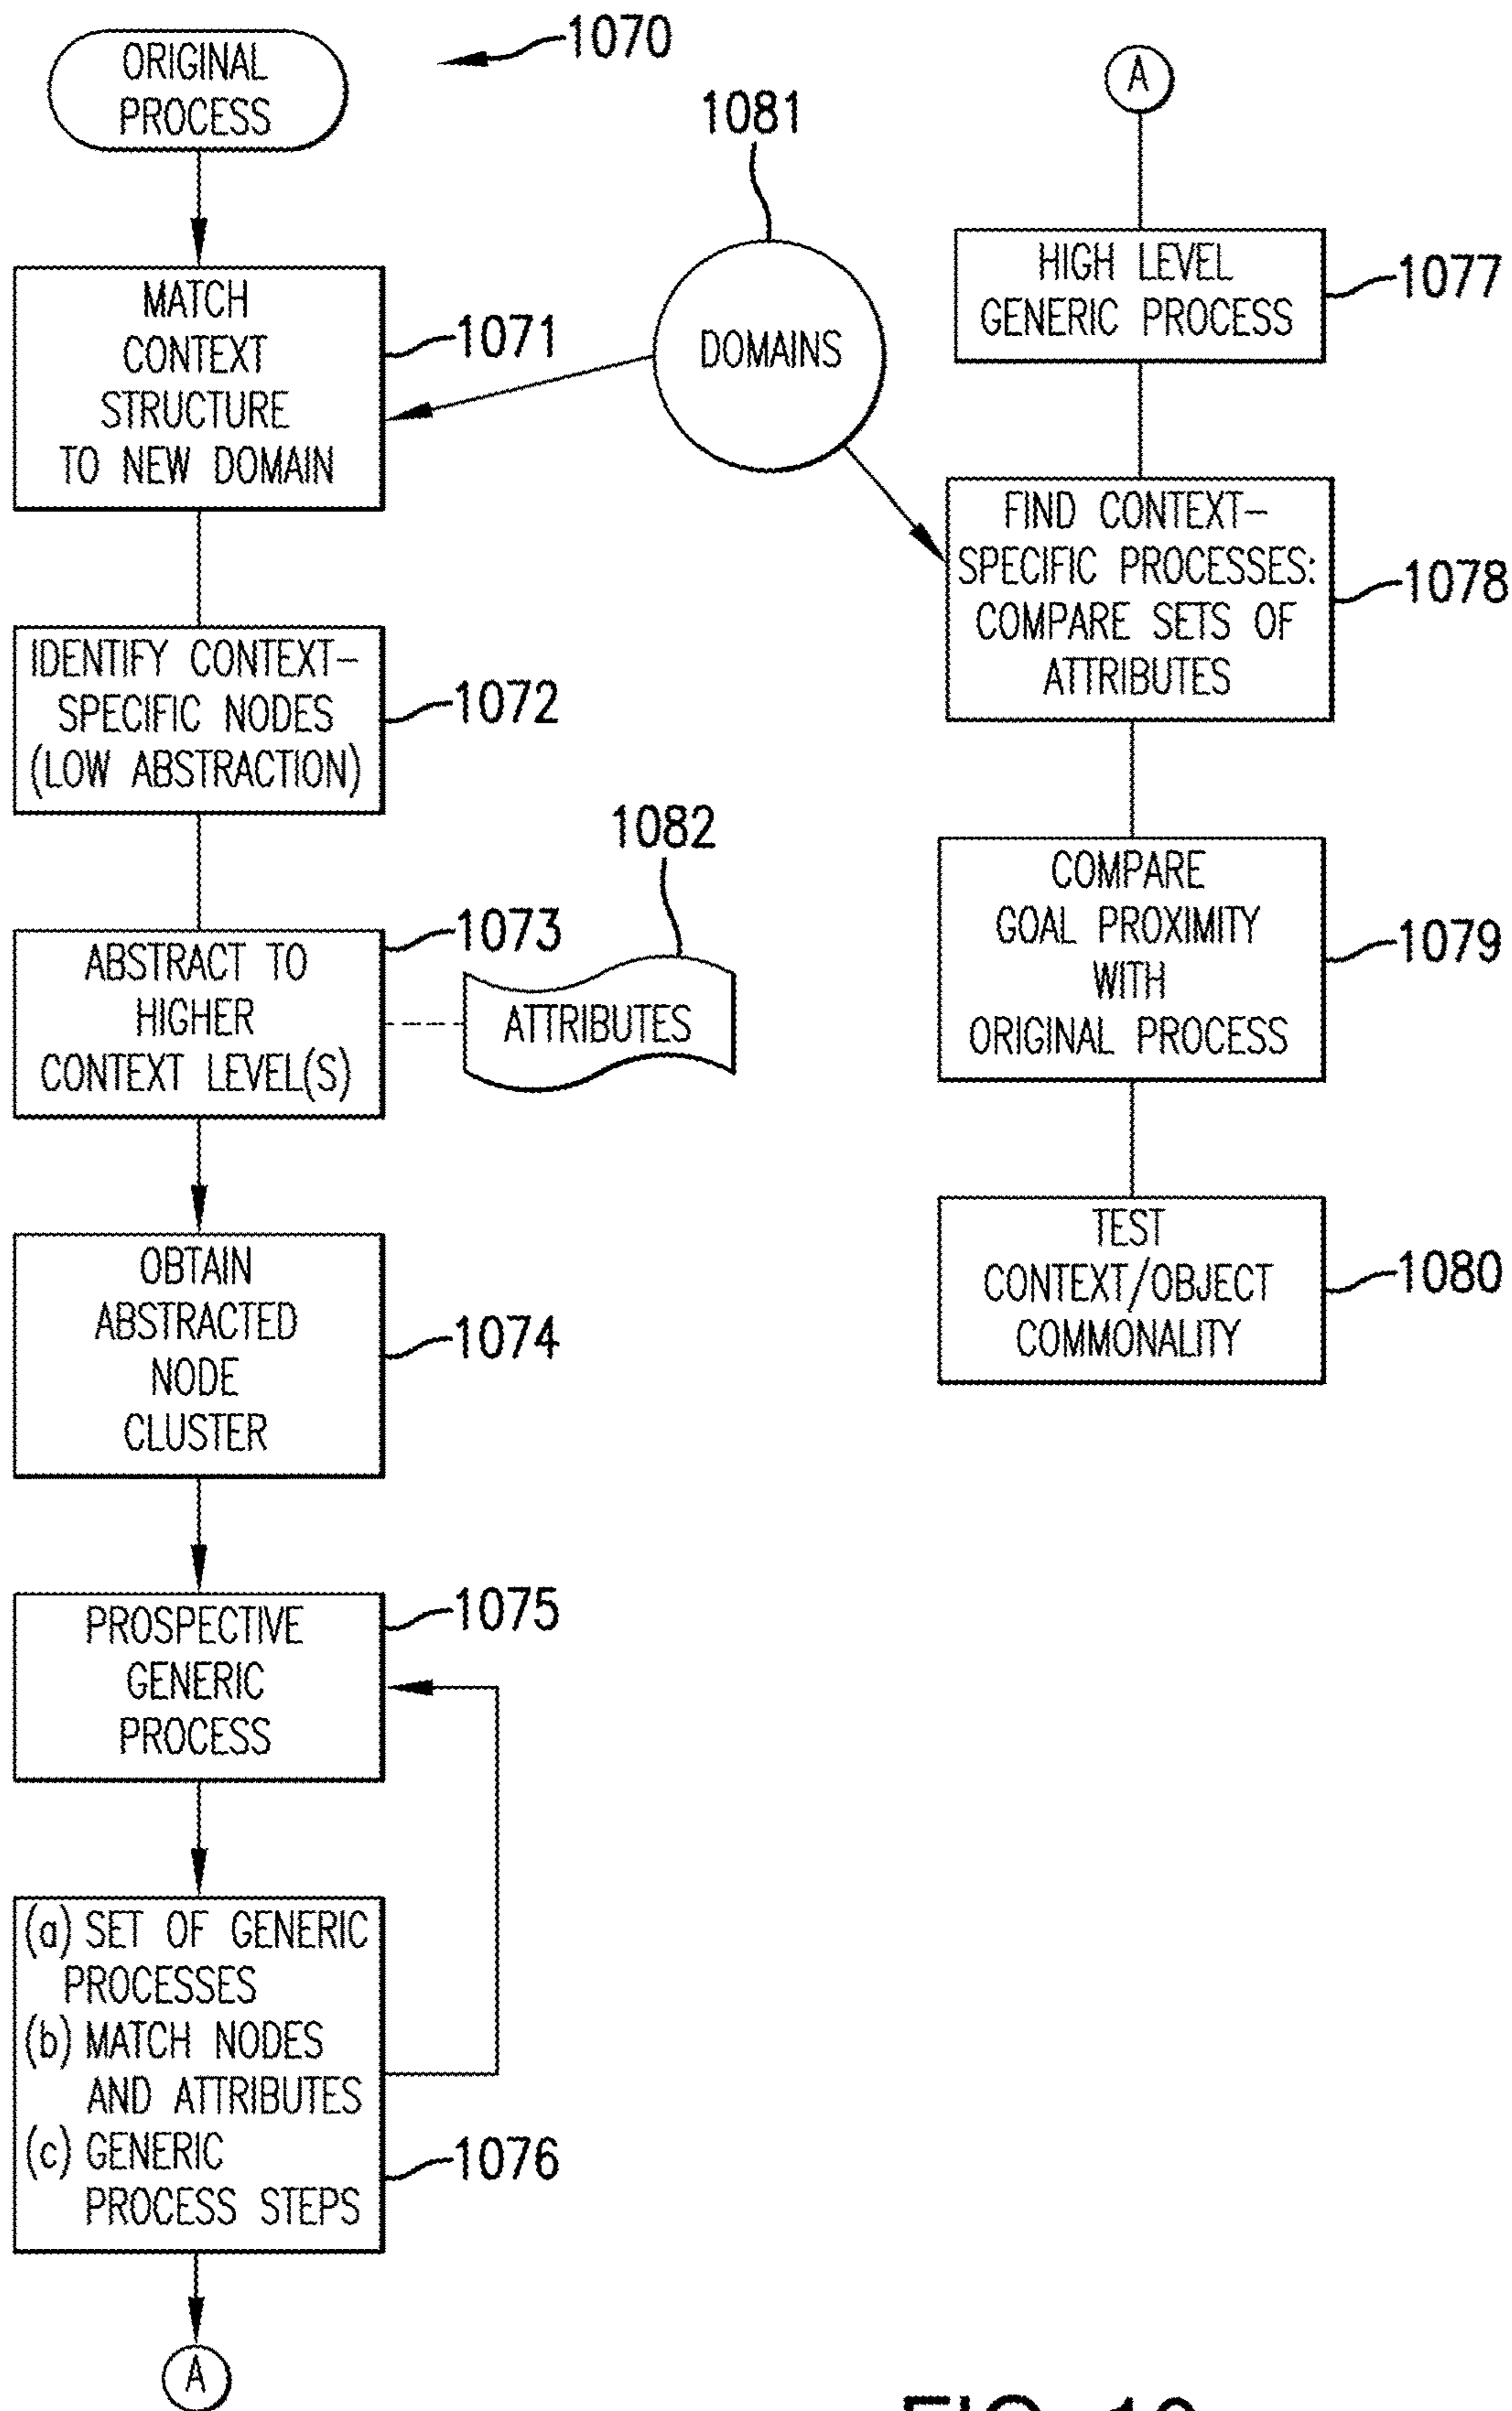 ORIGINAL
PROCESS
1070
MATCH
CONTEXT
STRUCTURE
TO NEW DOMAIN
1071
1081
DOMAINS
IDENTIFY CONTEXT-
SPECIFIC NODES
(LOW ABSTRACTION)
1072
ABSTRACT TO
HIGHER
CONTEXT LEVEL(S)
1073
1082
ATTRIBUTES
OBTAIN
ABSTRACTED
NODE
CLUSTER
1074
PROSPECTIVE
GENERIC
PROCESS
1075
(a) SET OF GENERIC
PROCESSES
(b) MATCH NODES
AND ATTRIBUTES
(c) GENERIC
PROCESS STEPS
1076
A
A
HIGH LEVEL
GENERIC PROCESS
1077
FIND CONTEXT-
SPECIFIC PROCESSES:
COMPARE SETS OF
ATTRIBUTES
1078
COMPARE
GOAL PROXIMITY
WITH
ORIGINAL PROCESS
1079
TEST
CONTEXT/OBJECT
COMMONALITY
1080